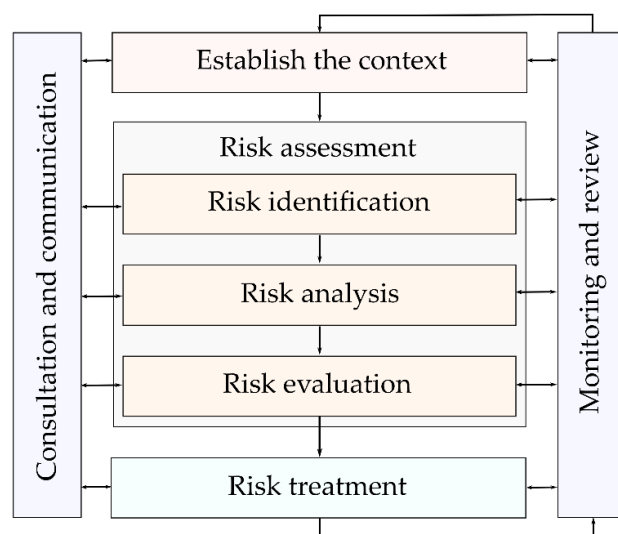 Establish the context
Risk assessment
Risk identification
Risk analysis
Risk evaluation
Risk treatment
Consultation and communication
Monitoring and review